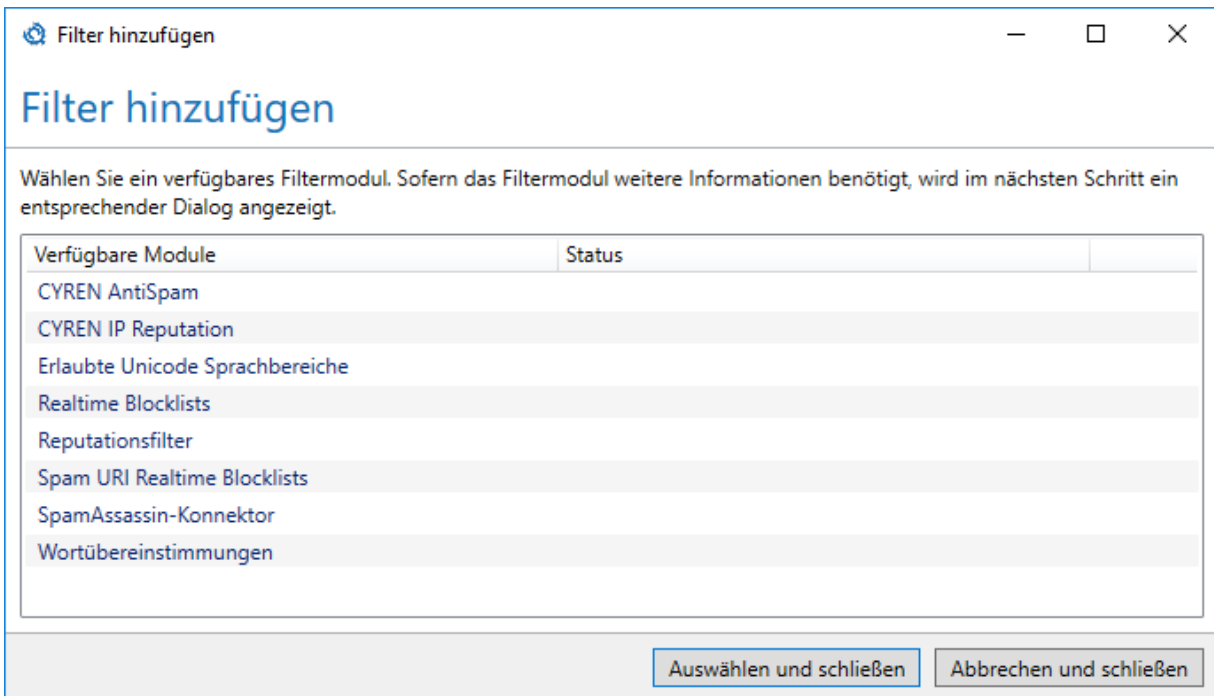 Filter hinzufügen
Filter hinzufügen
Wählen Sie ein verfügbares Filtermodul. Sofern das Filtermodul weitere Informationen benötigt, wird im nächsten Schritt ein
entsprechender Dialog angezeigt.
Verfügbare Module Status
CYREN AntiSpam
CYREN IP Reputation
Erlaubte Unicode Sprachbereiche
Realtime Blocklists
Reputationsfilter
Spam URI Realtime Blocklists
SpamAssassin-Konnektor
Wortübereinstimmungen
Auswählen und schließen Abbrechen und schließen